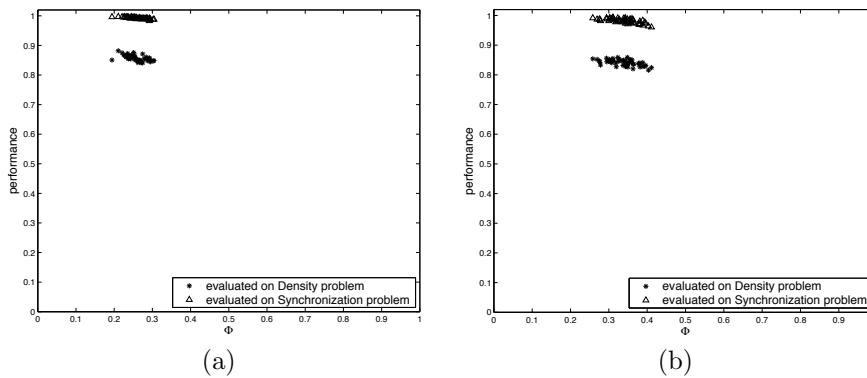 1
0.9
0.8
0.7
0.6
0.5
0.4
0.3
0.2
0.1
0
performance
evaluated on Density problem
evaluated on Synchronization problem
0 0.1 0.2 0.3 0.4 0.5 0.6 0.7 0.8 0.9 1
Φ
(a)
1
0.9
0.8
0.7
0.6
0.5
0.4
0.3
0.2
0.1
0
performance
evaluated on Density problem
evaluated on Synchronization problem
0 0.1 0.2 0.3 0.4 0.5 0.6 0.7 0.8 0.9
Φ
(b)